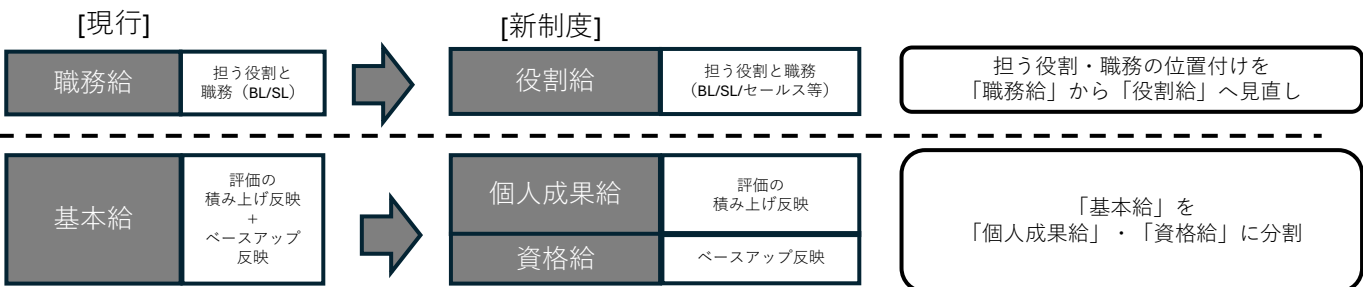 [現行]
[新制度]
職務給
担う役割と
職務（BL/SL）
役割給
担う役割と職務
（BL/SL/セールス等）
担う役割・職務の位置付けを
「職務給」から「役割給」へ見直し
基本給
評価の
積み上げ反映
+
ベースアップ
反映
個人成果給
評価の
積み上げ反映
資格給
ベースアップ反映
「基本給」を
「個人成果給」・「資格給」に分割